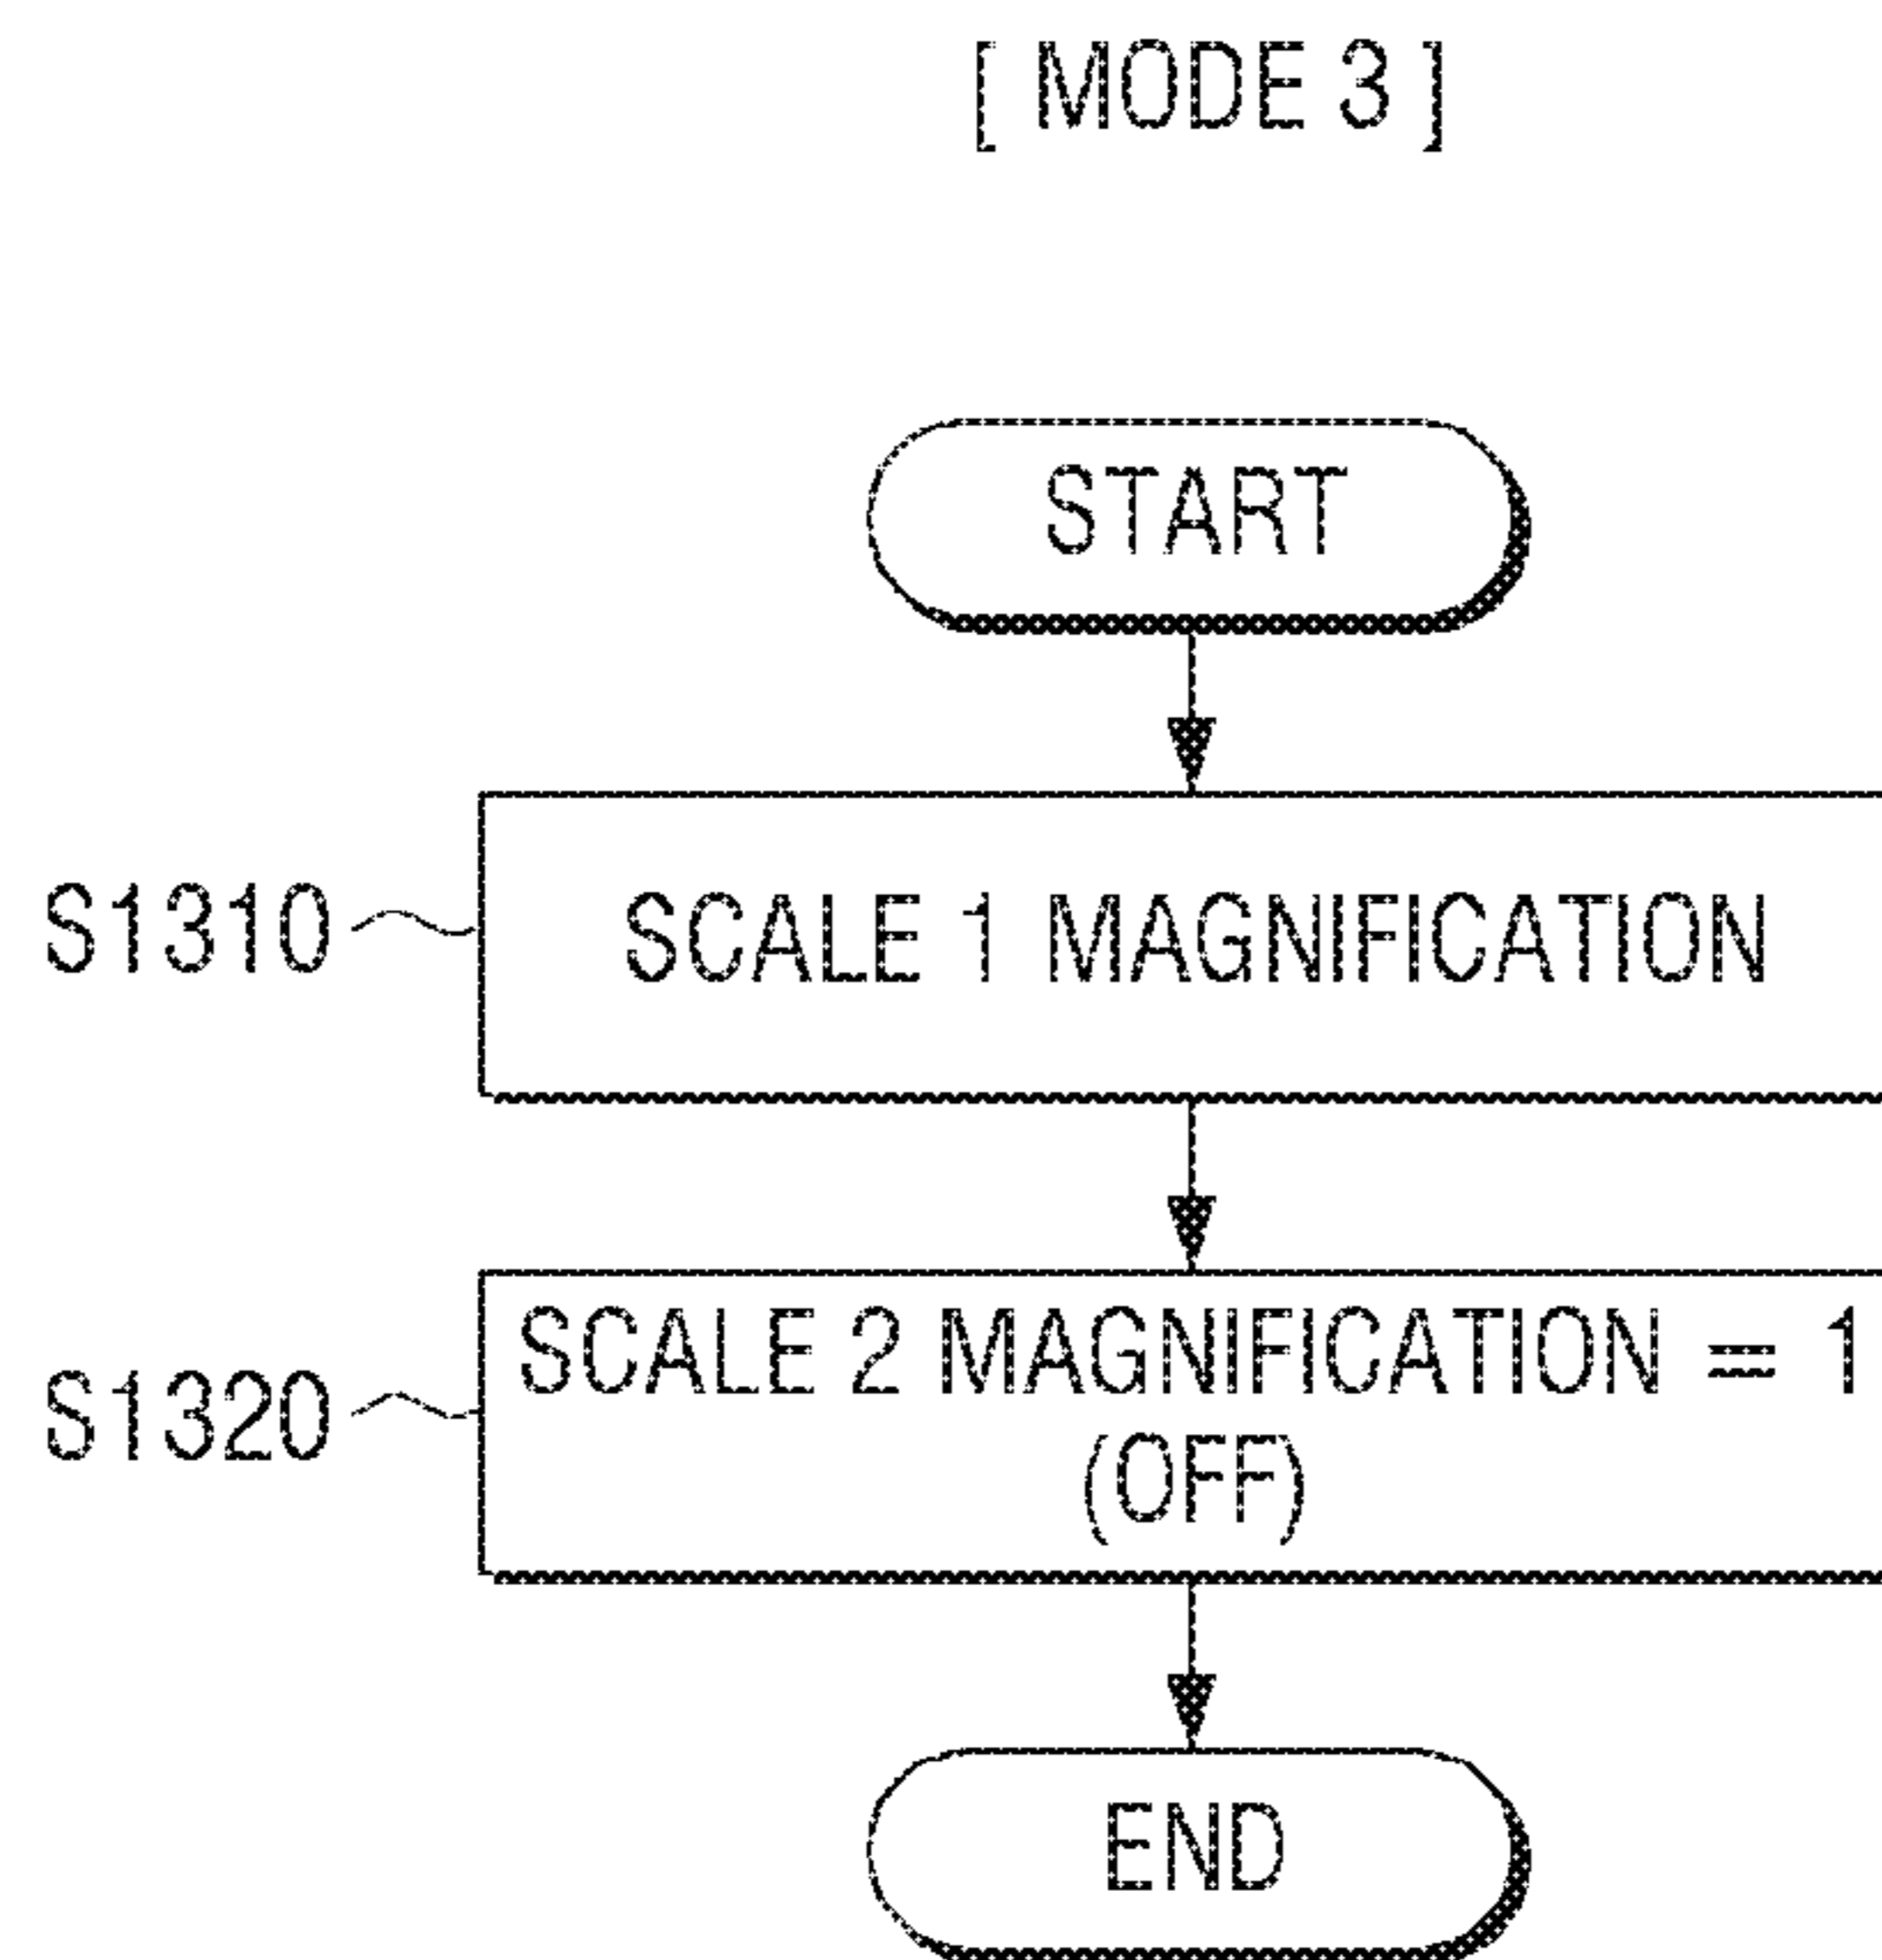 [ MODE 3 ]
START
S1310
SCALE 1 MAGNIFICATION
S1320
SCALE 2 MAGNIFICATION = 1
(OFF)
END